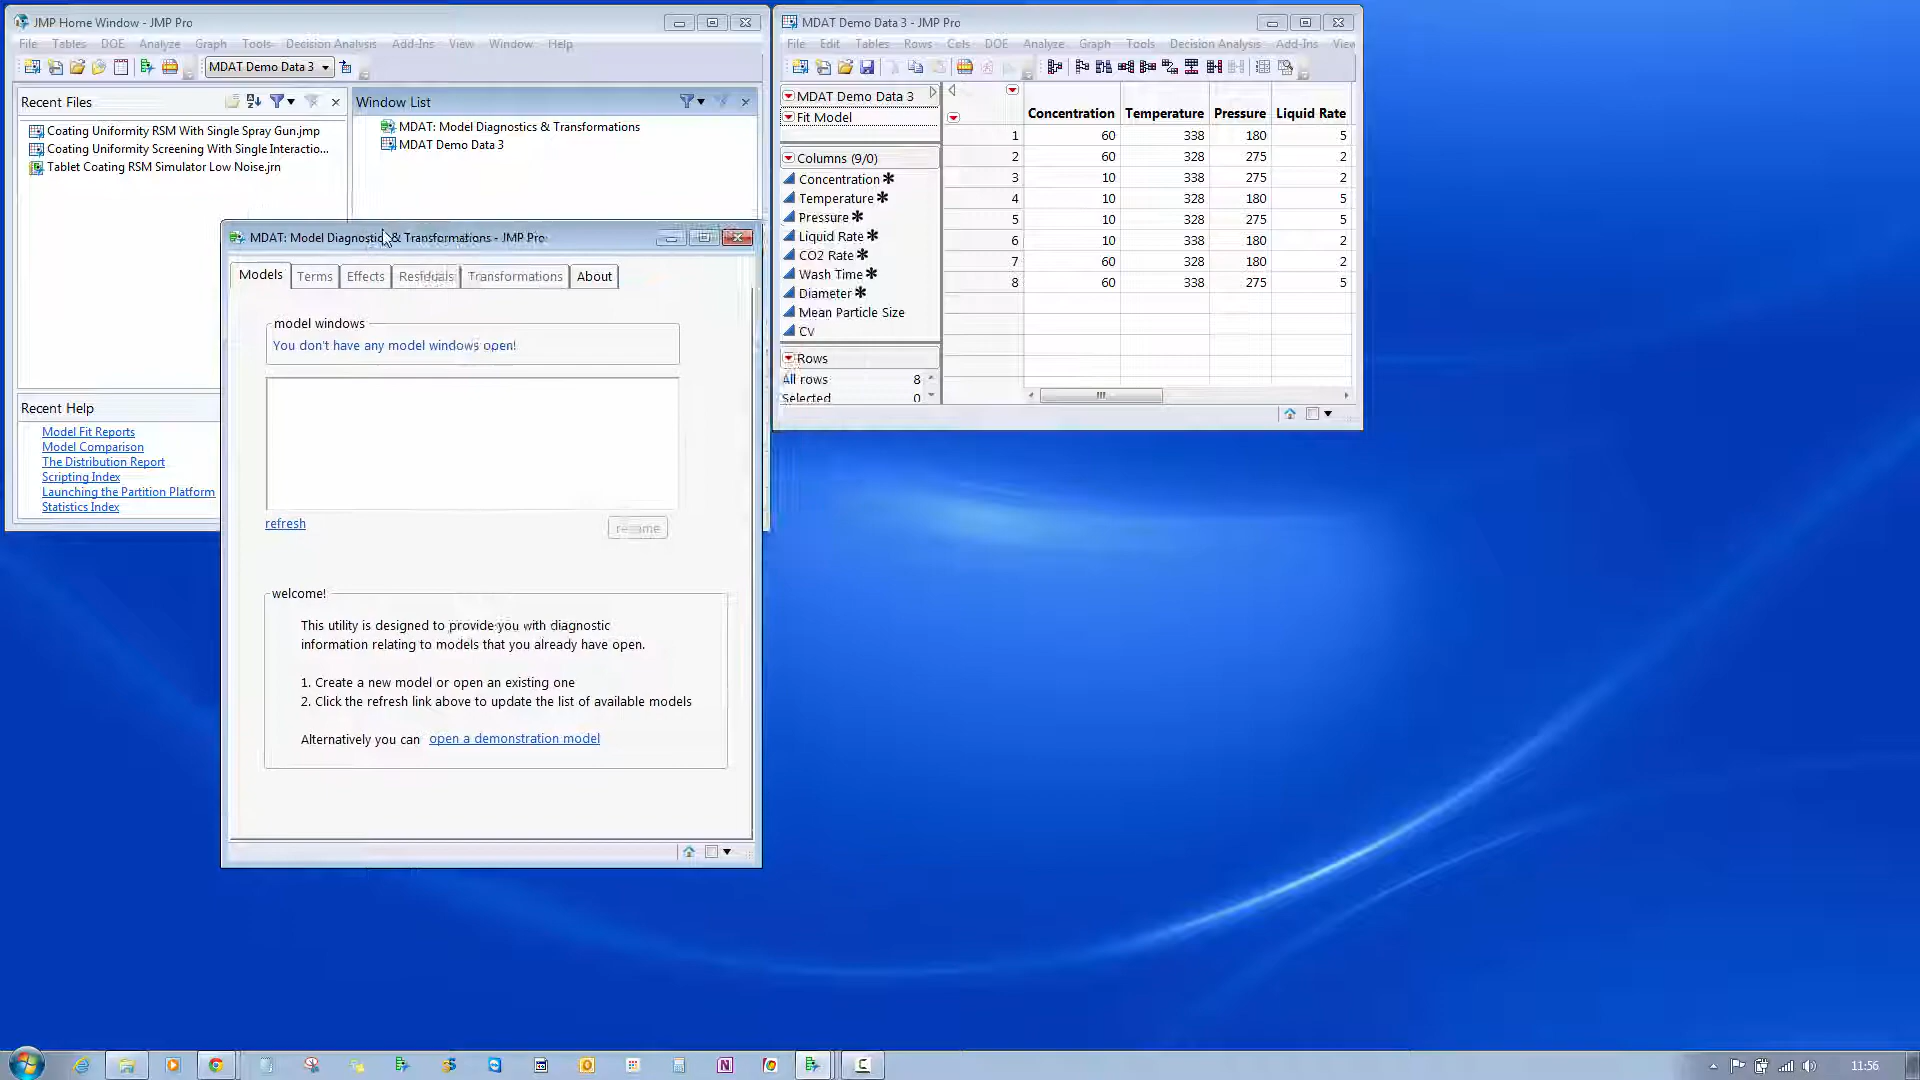 JMP Home Window - JMP Pro
File Tables DOE Analyze Graph Tools Decision Analysis Add-Ins View Window Help
MDAT Demo Data 3
Recent Files
Coating Uniformity RSM With Single Spray Gun.jmp
Coating Uniformity Screening With Single Interactio...
Tablet Coating RSM Simulator Low Noise.jrn
Window List
MDAT: Model Diagnostics & Transformations
MDAT Demo Data 3
Recent Help
Model Fit Reports
Model Comparison
The Distribution Report
Scripting Index
Launching the Partition Platform
Statistics Index
MDAT: Model Diagnostics & Transformations - JMP Pro
Models Terms Effects Residuals Transformations About
model windows
You don't have any model windows open!
refresh
rename
welcome!
This utility is designed to provide you with diagnostic
information relating to models that you already have open.
1. Create a new model or open an existing one
2. Click the refresh link above to update the list of available models
Alternatively you can open a demonstration model
MDAT Demo Data 3 - JMP Pro
File Edit Tables Rows Cols DOE Analyze Graph Tools Decision Analysis Add-Ins View
MDAT Demo Data 3
Fit Model
Columns (9/0)
Concentration ✱
Temperature ✱
Pressure ✱
Liquid Rate ✱
CO2 Rate ✱
Wash Time ✱
Diameter ✱
Mean Particle Size
CV
Rows
All rows 8
Selected 0
Concentration Temperature Pressure Liquid Rate
1 60 338 180 5
2 60 328 275 2
3 10 338 275 2
4 10 328 180 5
5 10 328 275 5
6 10 338 180 2
7 60 328 180 2
8 60 338 275 5
11:56